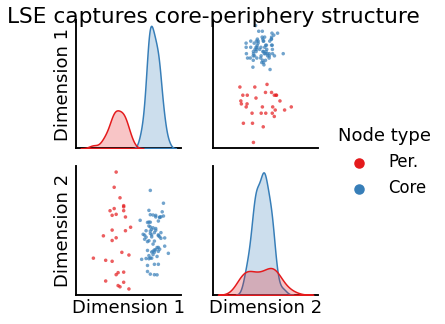 LSE captures core-periphery structure
Dimension 1
Dimension 2
Dimension 1
Dimension 2
Node type
Per.
Core